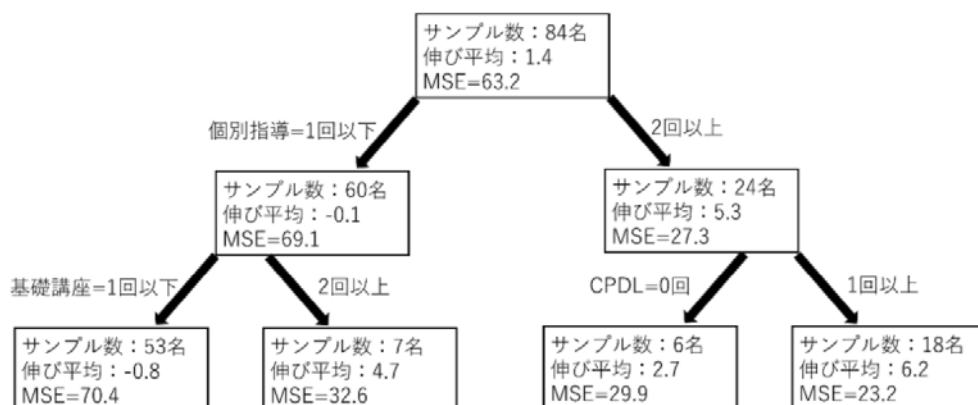 サンプル数：84名
伸び平均：1.4
MSE=63.2
個別指導=1回以下
2回以上
サンプル数：60名
伸び平均：-0.1
MSE=69.1
サンプル数：24名
伸び平均：5.3
MSE=27.3
基礎講座=1回以下
2回以上
CPDL=0回
1回以上
サンプル数：53名
伸び平均：-0.8
MSE=70.4
サンプル数：7名
伸び平均：4.7
MSE=32.6
サンプル数：6名
伸び平均：2.7
MSE=29.9
サンプル数：18名
伸び平均：6.2
MSE=23.2